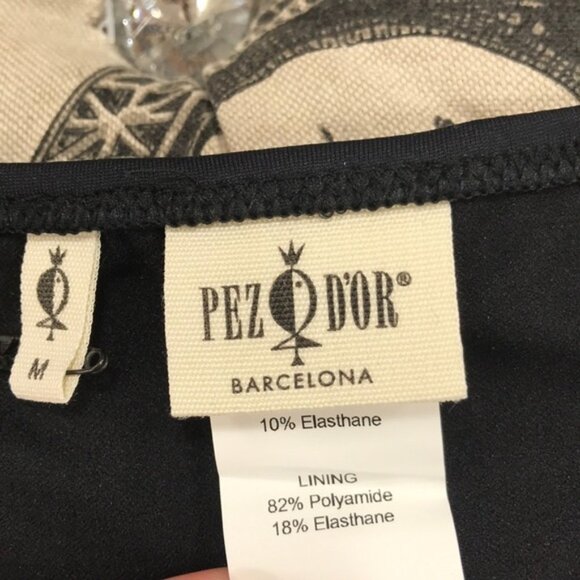 M
PEZ D'OR®
BARCELONA
10% Elasthane
LINING
82% Polyamide
18% Elasthane